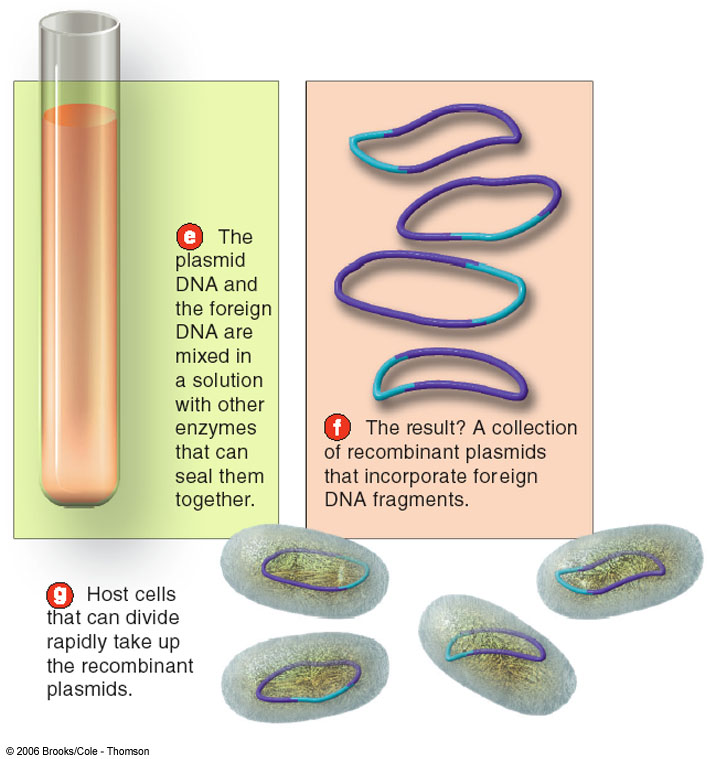 e The
plasmid
DNA and
the foreign
DNA are
mixed in
a solution
with other
enzymes
that can
seal them
together.
f The result? A collection
of recombinant plasmids
that incorporate foreign
DNA fragments.
g Host cells
that can divide
rapidly take up
the recombinant
plasmids.
© 2006 Brooks/Cole - Thomson